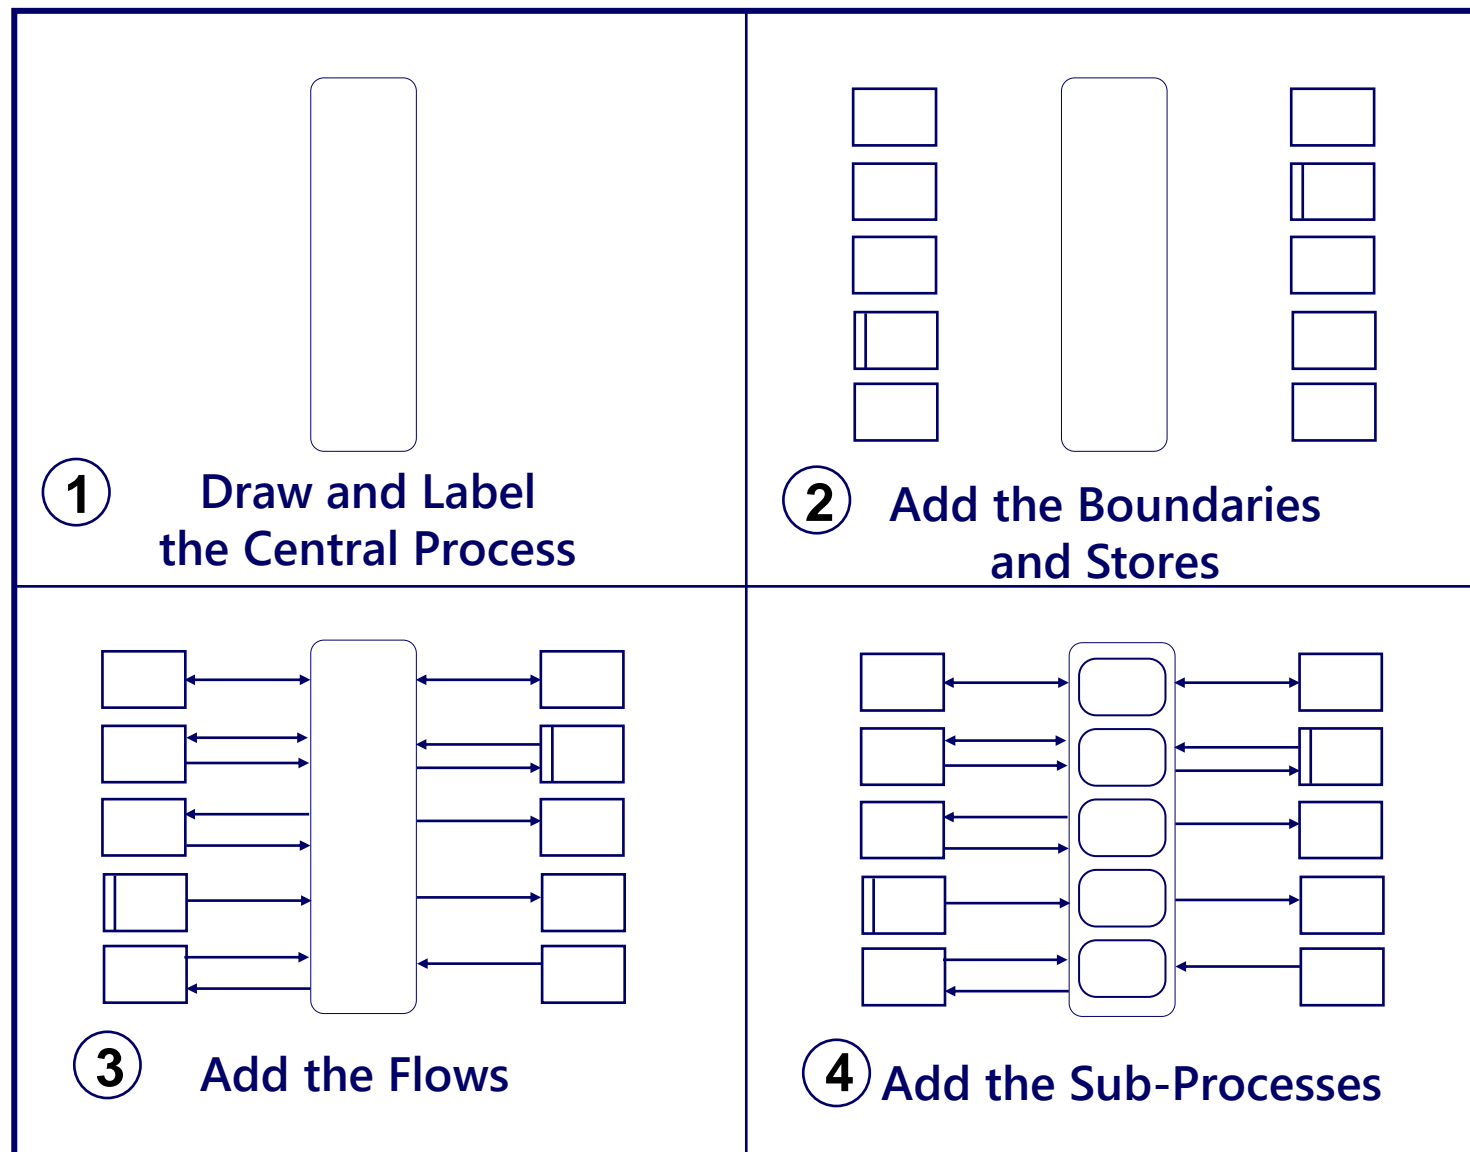 1
Draw and Label
the Central Process
2
Add the Boundaries
and Stores
3
Add the Flows
4
Add the Sub-Processes